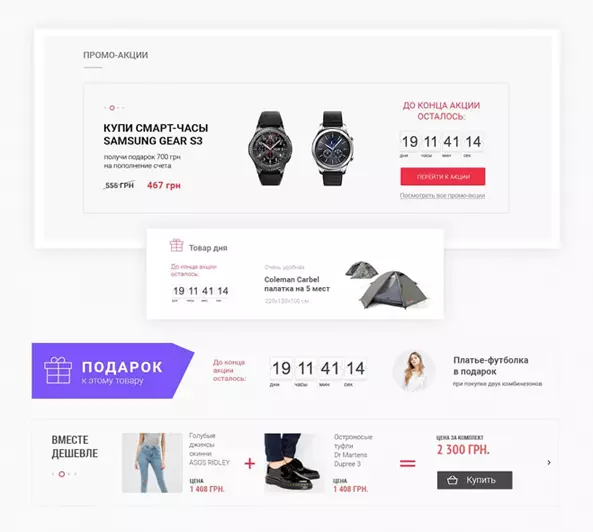 ПРОМО-АКЦИИ
КУПИ СМАРТ-ЧАСЫ
SAMSUNG GEAR S3
получи подарок 700 грн
на пополнение счета
555 ГРН 467 грн
ДО КОНЦА АКЦИИ
ОСТАЛОСЬ:
19 11 41 14
ДНИ ЧАСЫ МИН СЕК
ПЕРЕЙТИ К АКЦИИ
Посмотреть все промо-акции
Товар дня
До конца акции
осталось:
19 11 41 14
дни часы мин сек
Очень удобная
Coleman Carbel
палатка на 5 мест
220х130х100 см
ПОДАРОК
к этому товару
До конца
акции
осталось:
19 11 41 14
дни часы мин сек
Платье-футболка
в подарок
при покупке двух комбинезонов
ВМЕСТЕ
ДЕШЕВЛЕ
Голубые
джинсы
скинни
ASOS RIDLEY
ЦЕНА
1 408 ГРН.
+
Остроносые
туфли
Dr Martens
Dupree 3
ЦЕНА
1 408 ГРН.
=
ЦЕНА ЗА КОМПЛЕКТ
2 300 ГРН.
Купить